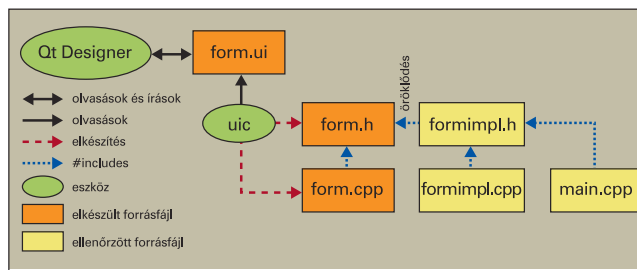 Qt Designer
form.ui
olvasások és írások
olvasások
elkészítés
#includes
eszköz
elkészült forrásfájl
ellenőrzött forrásfájl
uic
form.h
öröklődés
formimpl.h
form.cpp
formimpl.cpp
main.cpp